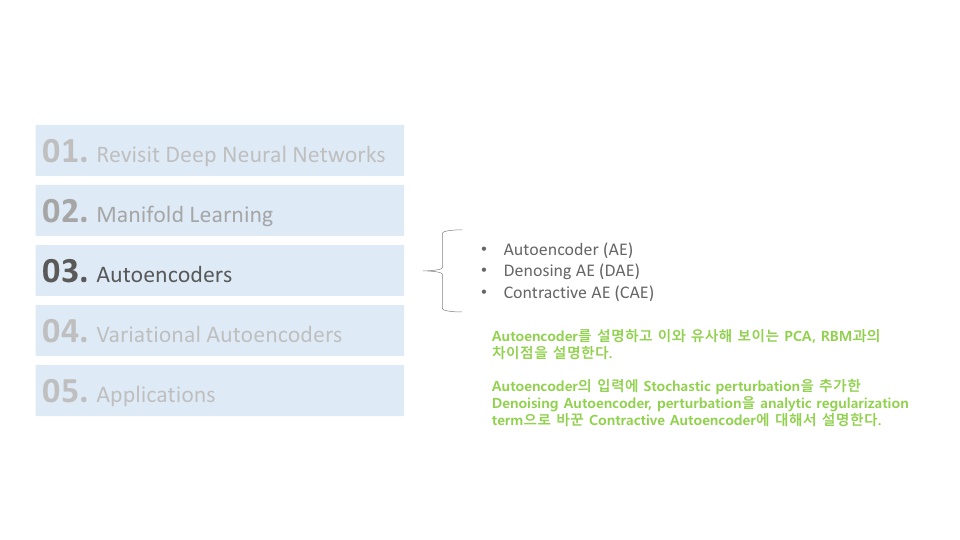 01. Revisit Deep Neural Networks
02. Manifold Learning
03. Autoencoders
04. Variational Autoencoders
05. Applications
• Autoencoder (AE)
• Denosing AE (DAE)
• Contractive AE (CAE)
Autoencoder를 설명하고 이와 유사해 보이는 PCA, RBM과의
차이점을 설명한다.
Autoencoder의 입력에 Stochastic perturbation을 추가한
Denoising Autoencoder, perturbation을 analytic regularization
term으로 바꾼 Contractive Autoencoder에 대해서 설명한다.